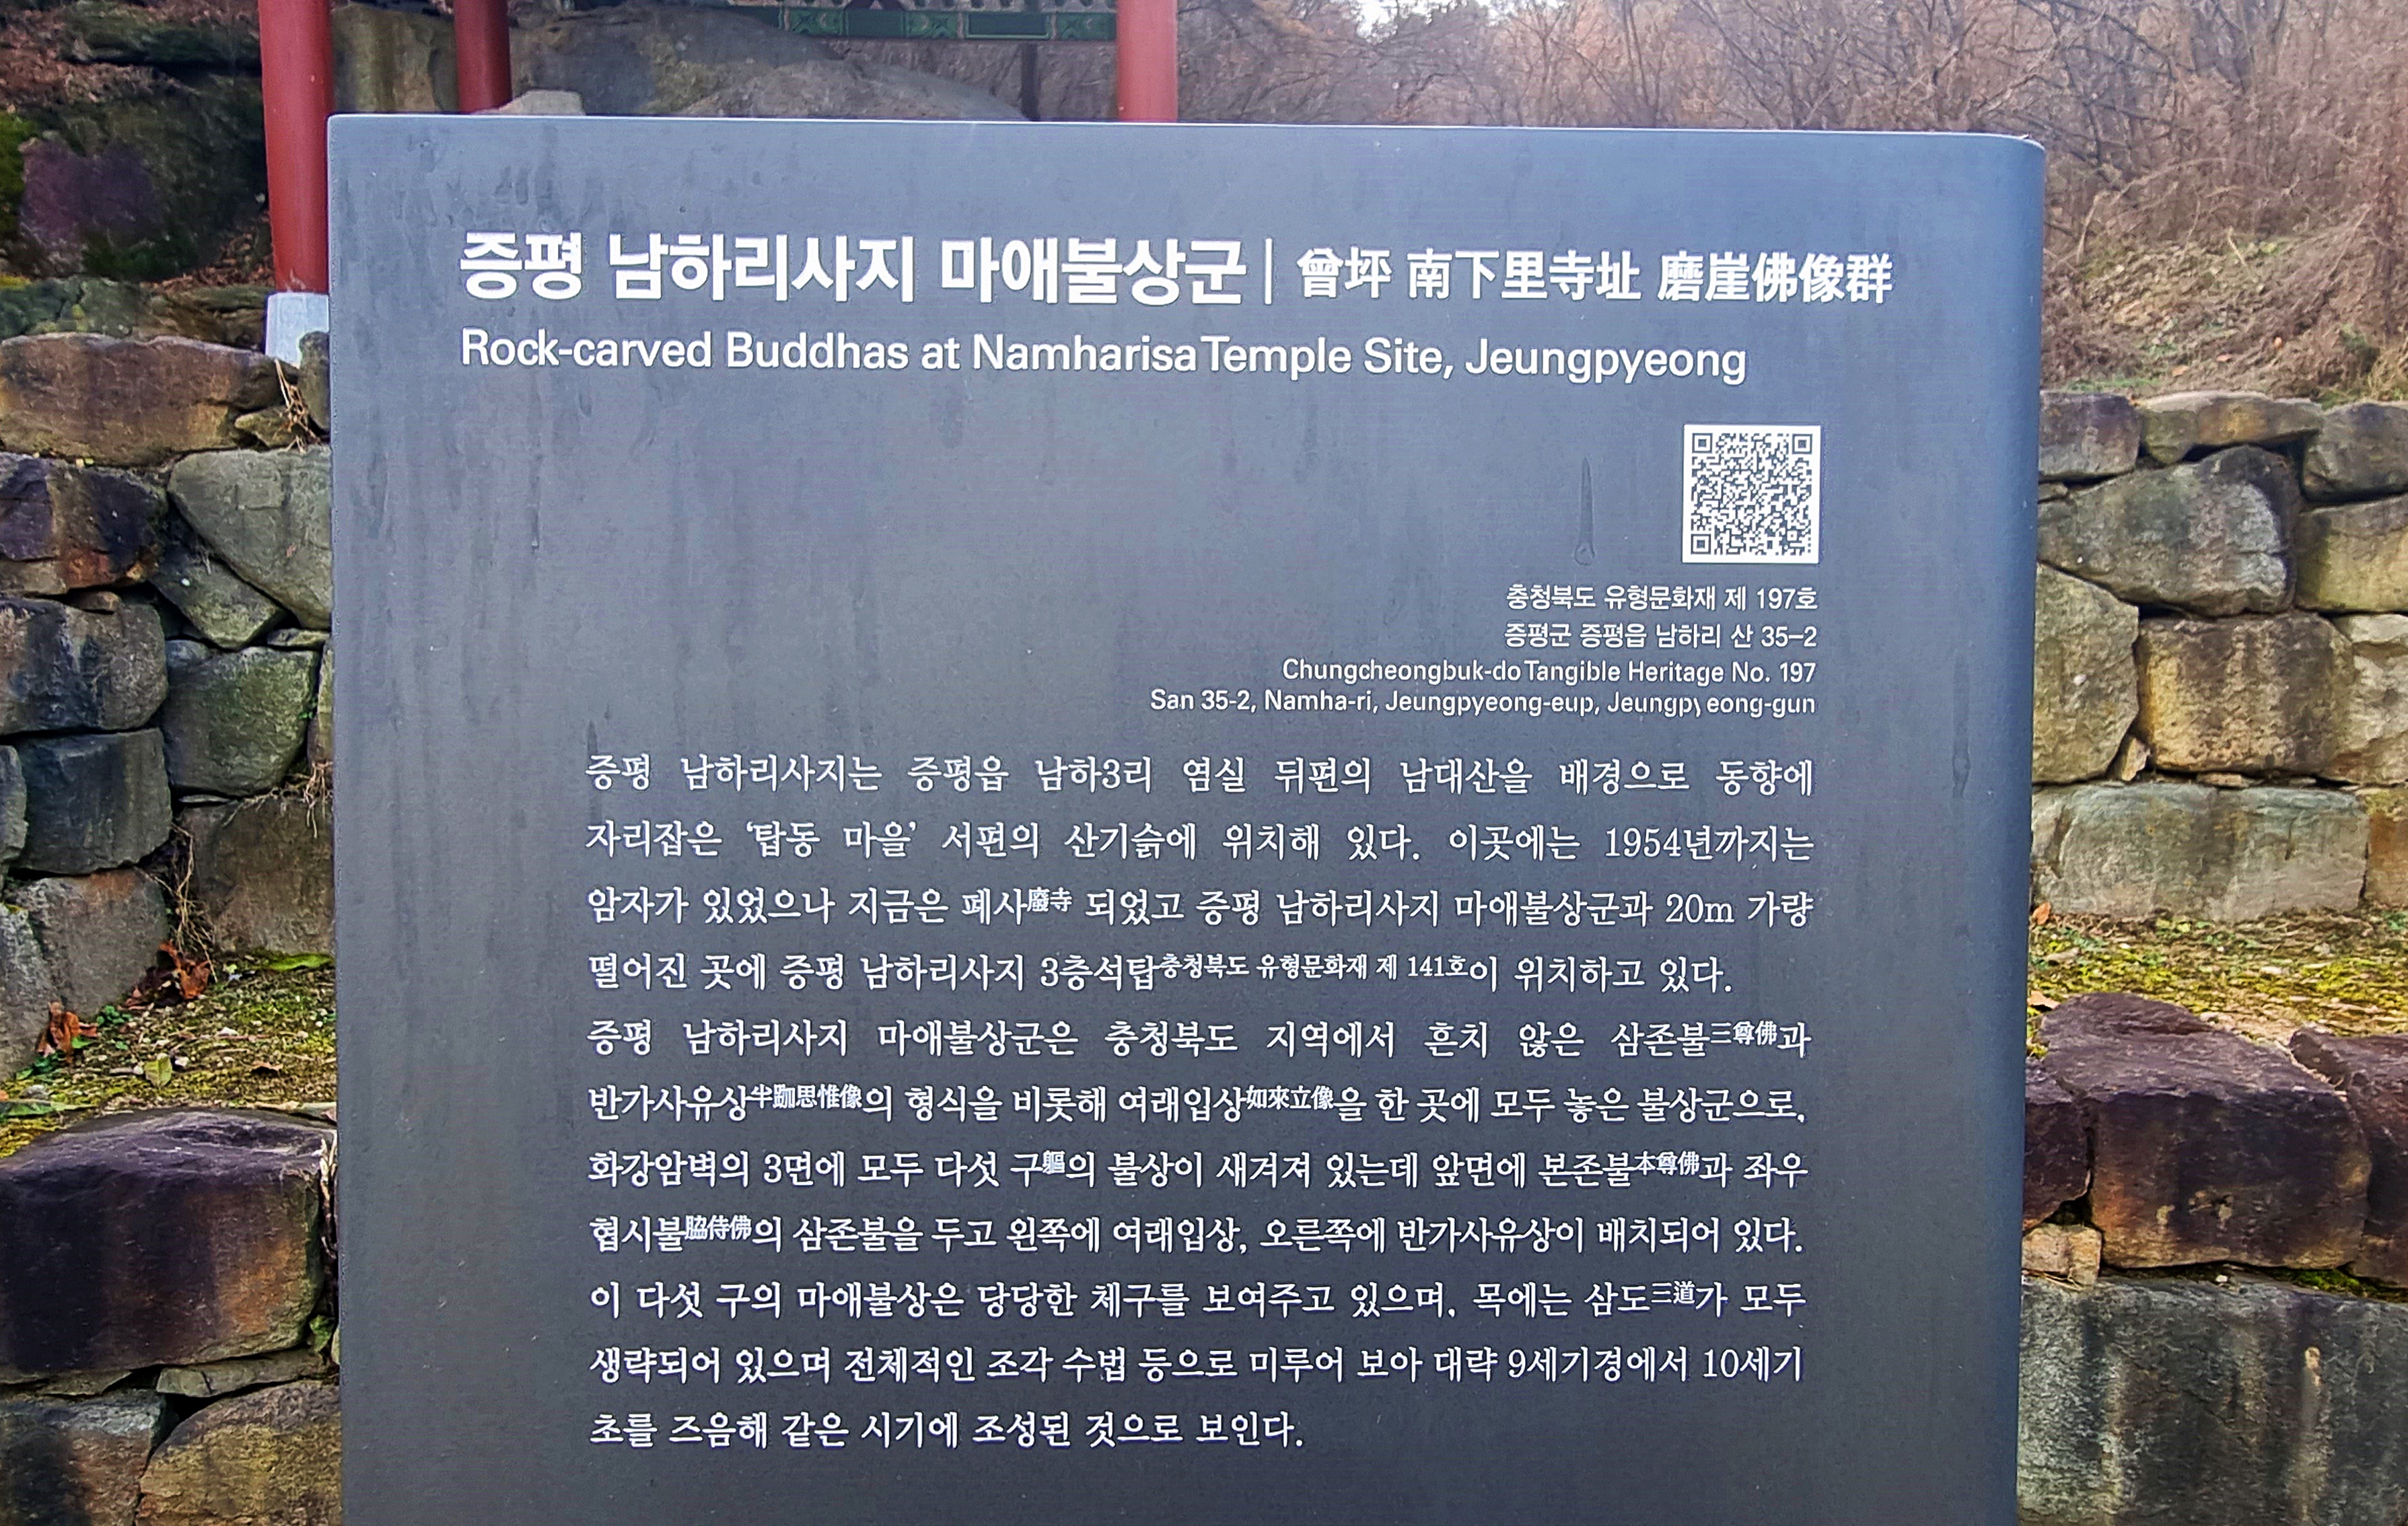 증평 남하리사지 마애불상군 | 曾坪 南下里寺址 磨崖佛像群
Rock-carved Buddhas at Namharisa Temple Site, Jeungpyeong
충청북도 유형문화재 제 197호
증평군 증평읍 남하리 산 35-2
Chungcheongbuk-do Tangible Heritage No. 197
San 35-2, Namha-ri, Jeungpyeong-eup, Jeungpyeong-gun
증평 남하리사지는 증평읍 남하3리 염실 뒤편의 남대산을 배경으로 동향에
자리잡은 ‘탑동 마을’ 서편의 산기슭에 위치해 있다. 이곳에는 1954년까지는
암자가 있었으나 지금은 폐사廢寺 되었고 증평 남하리사지 마애불상군과 20m 가량
떨어진 곳에 증평 남하리사지 3층석탑충청북도 유형문화재 제 141호이 위치하고 있다.
증평 남하리사지 마애불상군은 충청북도 지역에서 흔치 않은 삼존불三尊佛과
반가사유상半跏思惟像의 형식을 비롯해 여래입상如來立像을 한 곳에 모두 놓은 불상군으로,
화강암벽의 3면에 모두 다섯 구軀의 불상이 새겨져 있는데 앞면에 본존불本尊佛과 좌우
협시불脇侍佛의 삼존불을 두고 왼쪽에 여래입상, 오른쪽에 반가사유상이 배치되어 있다.
이 다섯 구의 마애불상은 당당한 체구를 보여주고 있으며, 목에는 삼도三道가 모두
생략되어 있으며 전체적인 조각 수법 등으로 미루어 보아 대략 9세기경에서 10세기
초를 즈음해 같은 시기에 조성된 것으로 보인다.